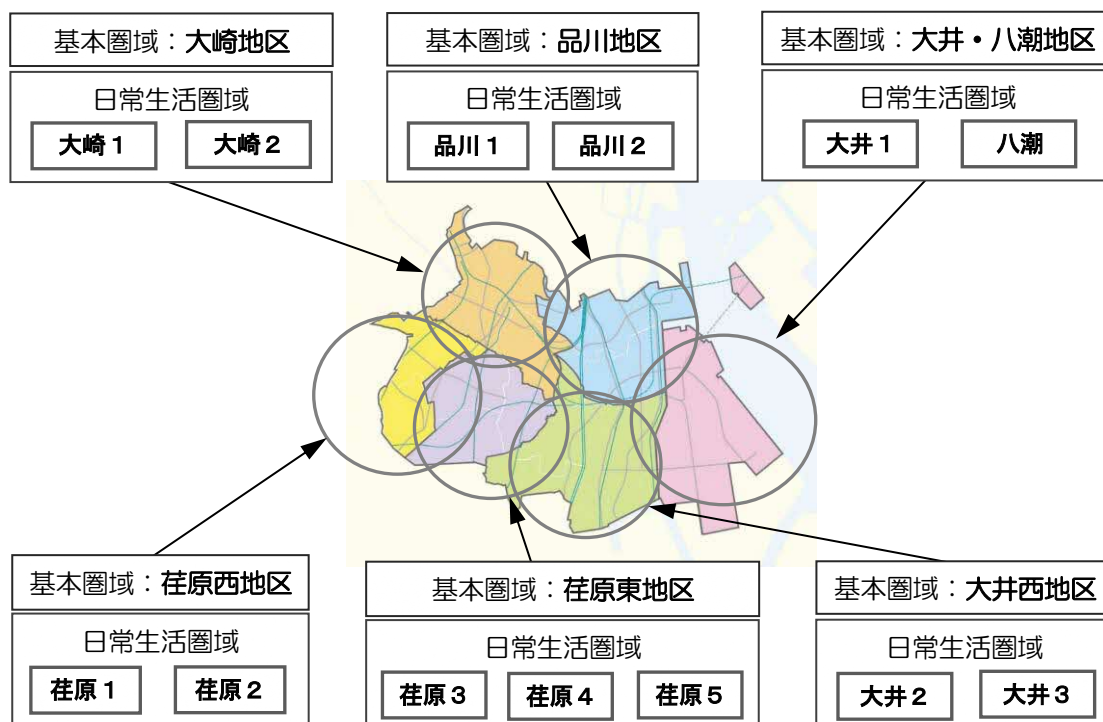 基本圏域：大崎地区
日常生活圏域
大崎１
大崎２
基本圏域：品川地区
日常生活圏域
品川１
品川２
基本圏域：大井・八潮地区
日常生活圏域
大井１
八潮
基本圏域：荏原西地区
日常生活圏域
荏原１
荏原２
基本圏域：荏原東地区
日常生活圏域
荏原３
荏原４
荏原５
基本圏域：大井西地区
日常生活圏域
大井２
大井３